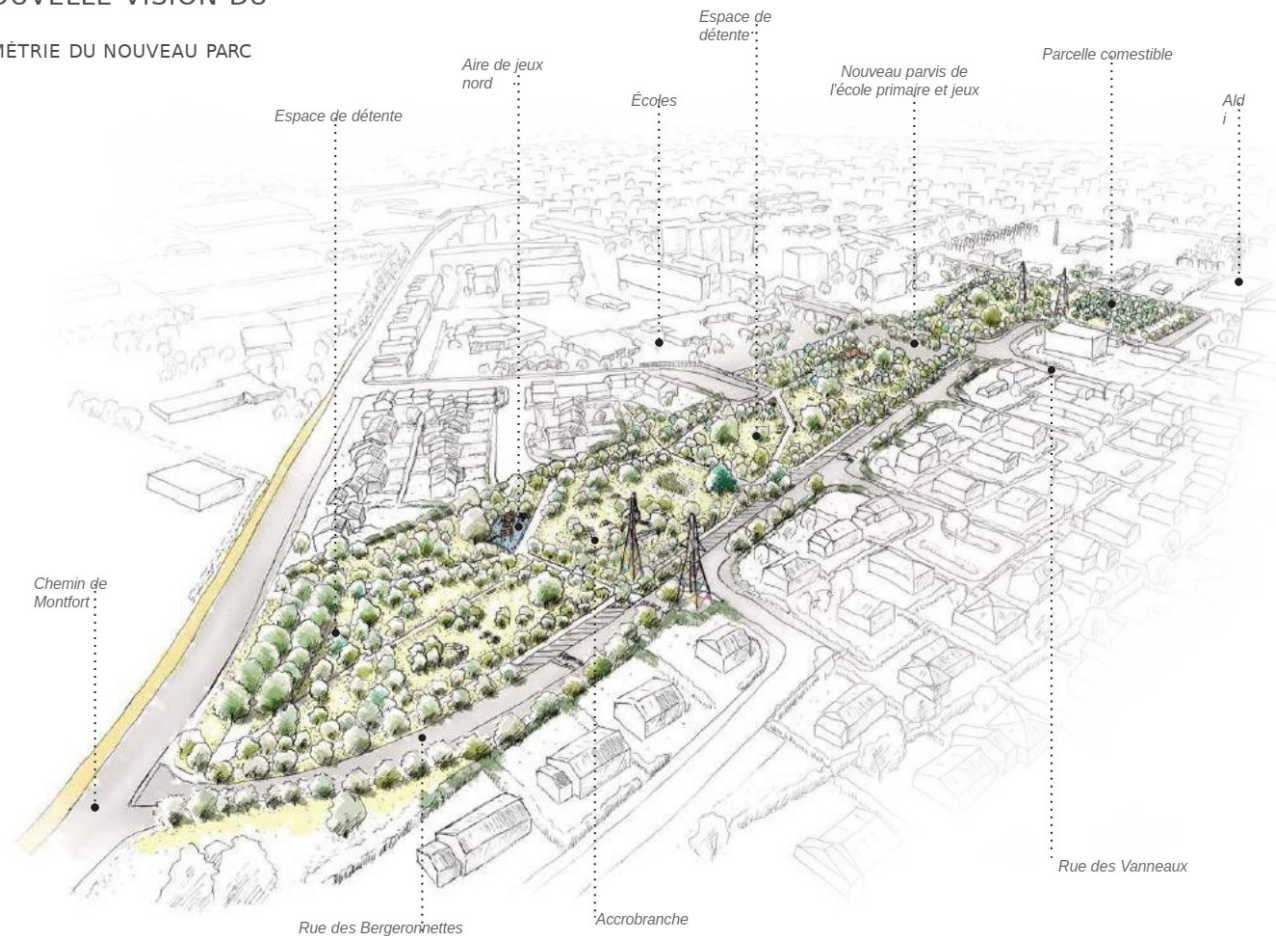 OUVELLE VISION DU
MÉTRIE DU NOUVEAU PARC
Espace de
détente
Aire de jeux
nord
Parcelle comestible
Nouveau parvis de
l'école primaire et jeux
Écoles
Ald
i
Espace de détente
Chemin de
Montfort
Rue des Vanneaux
Accrobranche
Rue des Bergeronnettes